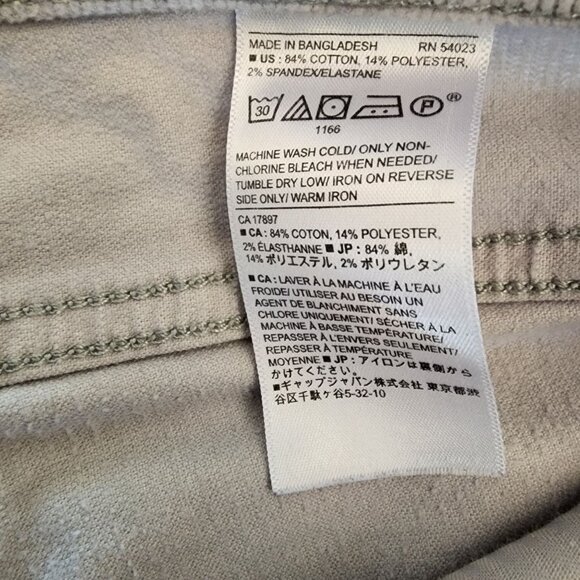 MADE IN BANGLADESH RN 54023
■ US : 84% COTTON, 14% POLYESTER,
2% SPANDEX/ELASTANE
30 P ®
1166
MACHINE WASH COLD/ ONLY NON-
CHLORINE BLEACH WHEN NEEDED/
TUMBLE DRY LOW/ IRON ON REVERSE
SIDE ONLY/ WARM IRON
CA 17897
■ CA : 84% COTON, 14% POLYESTER,
2% ÉLASTHANNE ■ JP : 84% 綿,
14% ポリエステル, 2% ポリウレタン
■ CA : LAVER À LA MACHINE À L'EAU
FROIDE/ UTILISER AU BESOIN UN
AGENT DE BLANCHIMENT SANS
CHLORE UNIQUEMENT/ SÉCHER À LA
MACHINE À BASSE TEMPÉRATURE/
REPASSER À L'ENVERS SEULEMENT/
REPASSER À TEMPÉRATURE
MOYENNE ■ JP : アイロンは裏側から
かけてください。
■ギャップジャパン株式会社 東京都渋
谷区千駄ヶ谷5-32-10